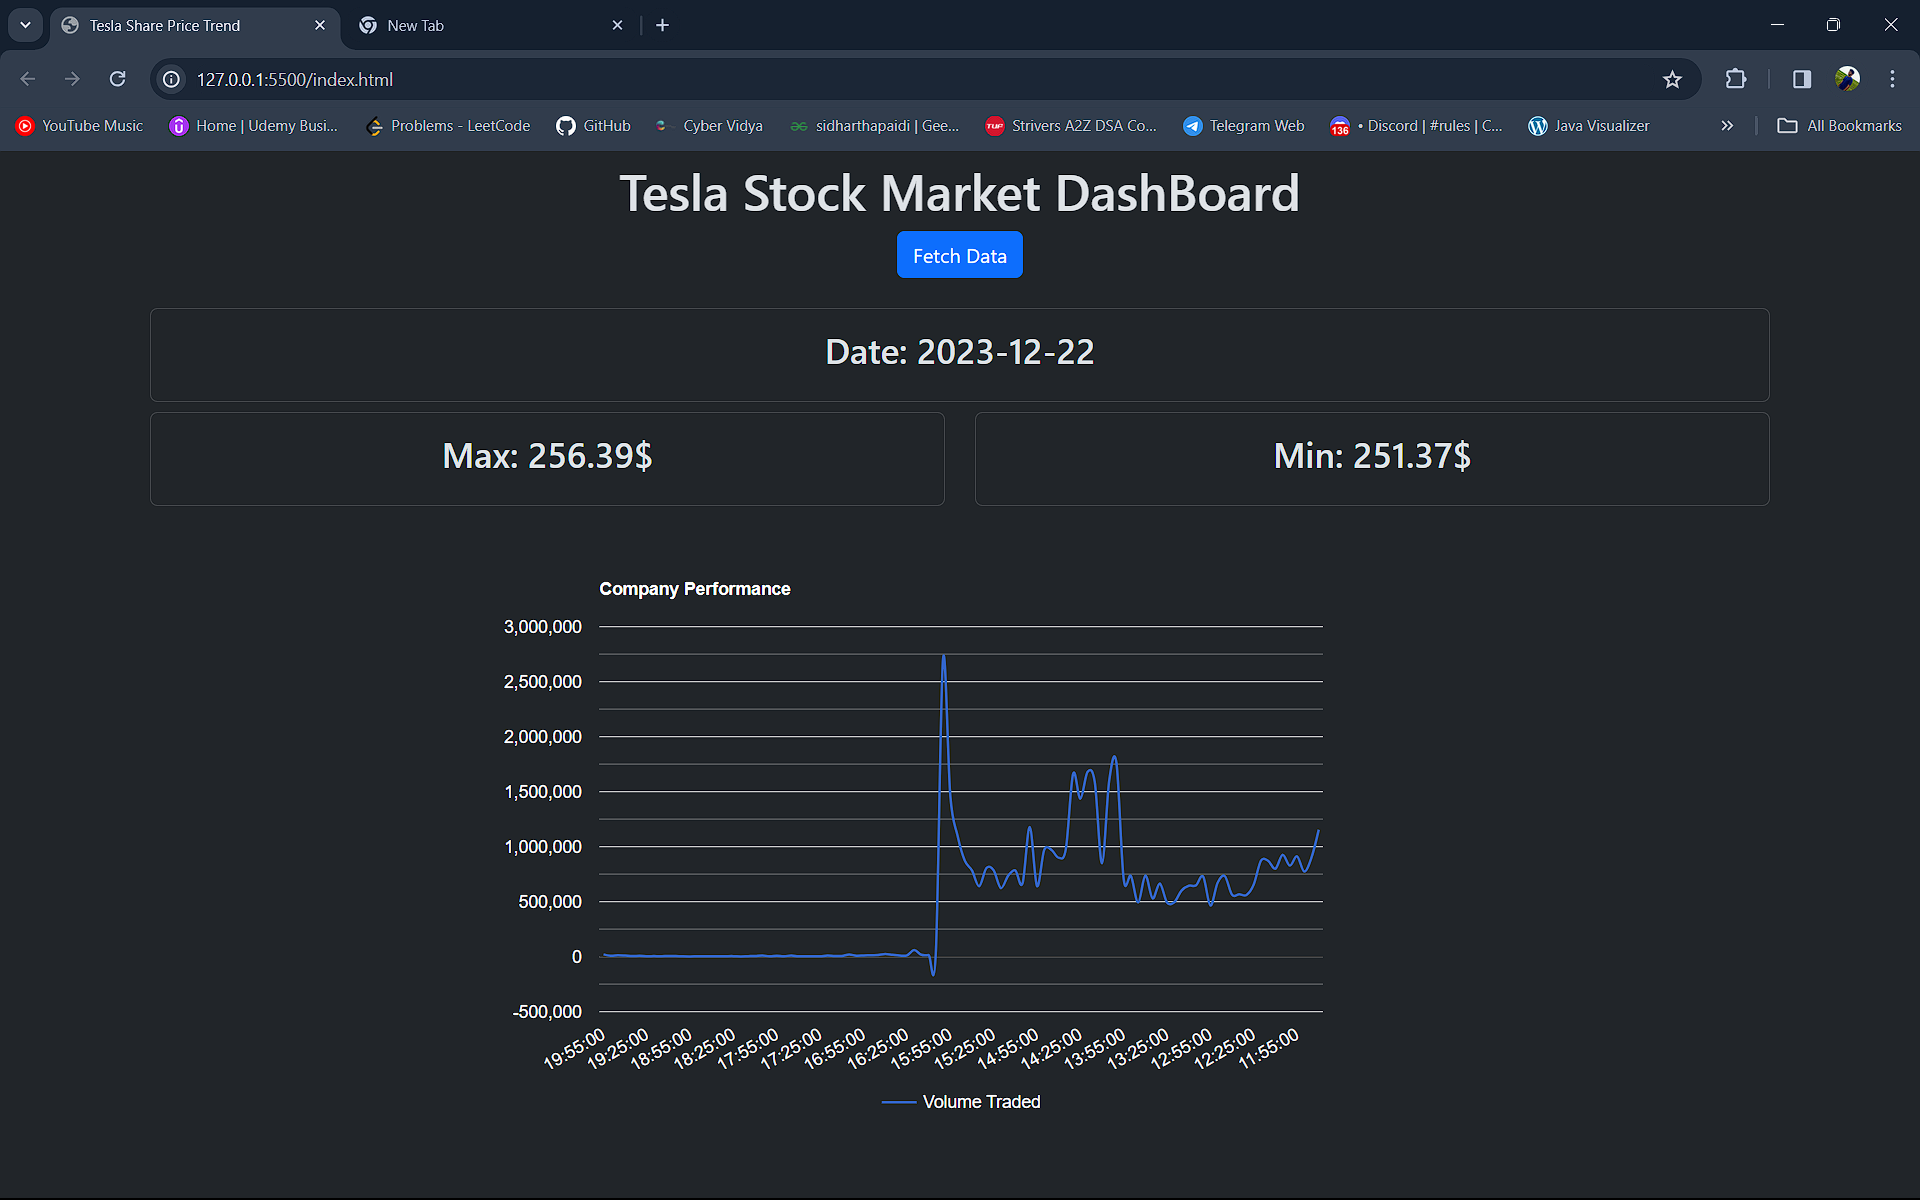 Tesla Share Price Trend
New Tab
127.0.0.1:5500/index.html
YouTube Music
Home | Udemy Busi...
Problems - LeetCode
GitHub
Cyber Vidya
sidharthapaidi | Gee...
TUF
Strivers A2Z DSA Co...
Telegram Web
136
• Discord | #rules | C...
Java Visualizer
All Bookmarks
Tesla Stock Market DashBoard
Fetch Data
Date: 2023-12-22
Max: 256.39$
Min: 251.37$
Company Performance
3,000,000
2,500,000
2,000,000
1,500,000
1,000,000
500,000
0
-500,000
19:55:00
19:25:00
18:55:00
18:25:00
17:55:00
17:25:00
16:55:00
16:25:00
15:55:00
15:25:00
14:55:00
14:25:00
13:55:00
13:25:00
12:55:00
12:25:00
11:55:00
Volume Traded